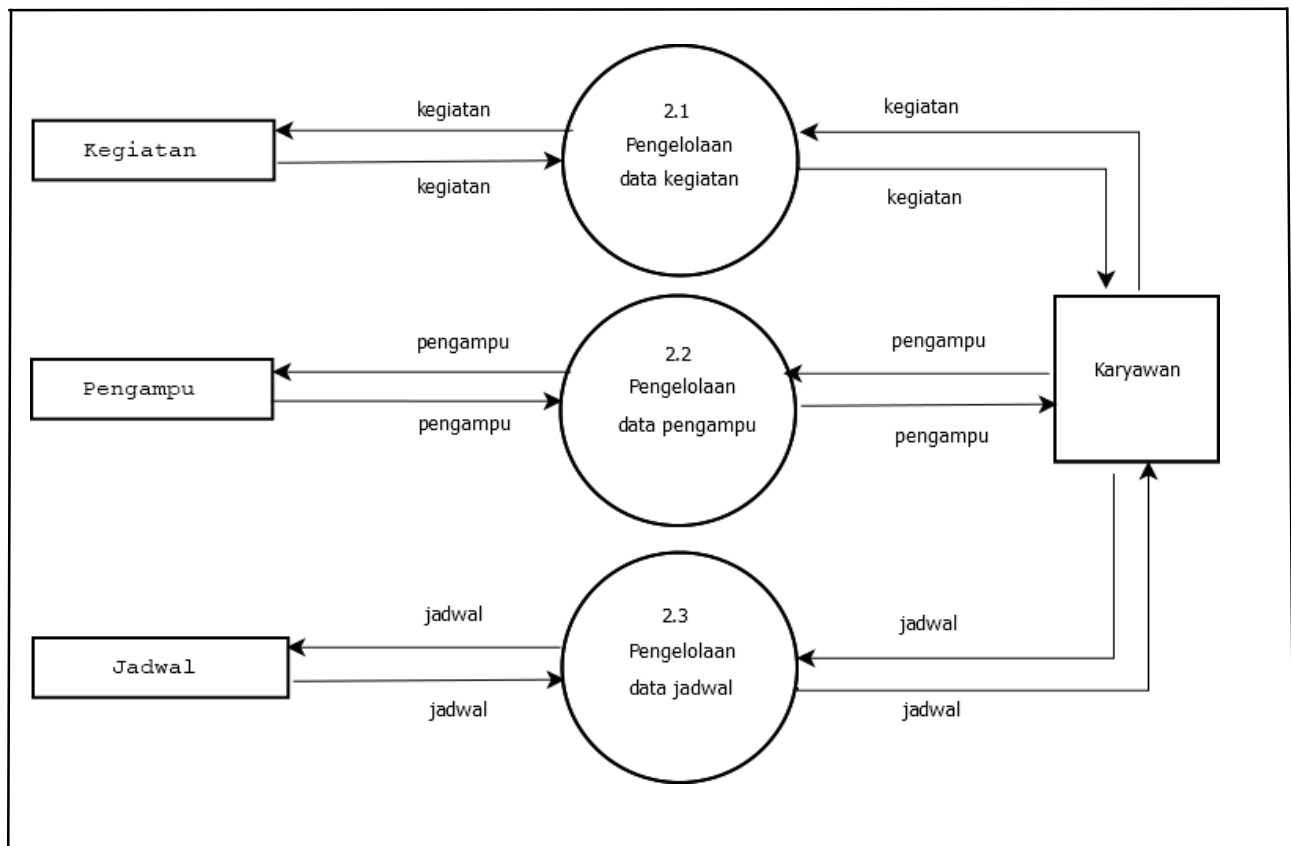 kegiatan
Kegiatan
kegiatan
2.1
Pengelolaan
data kegiatan
kegiatan
kegiatan
pengampu
Pengampu
pengampu
2.2
Pengelolaan
data pengampu
pengampu
pengampu
Karyawan
jadwal
Jadwal
jadwal
2.3
Pengelolaan
data jadwal
jadwal
jadwal